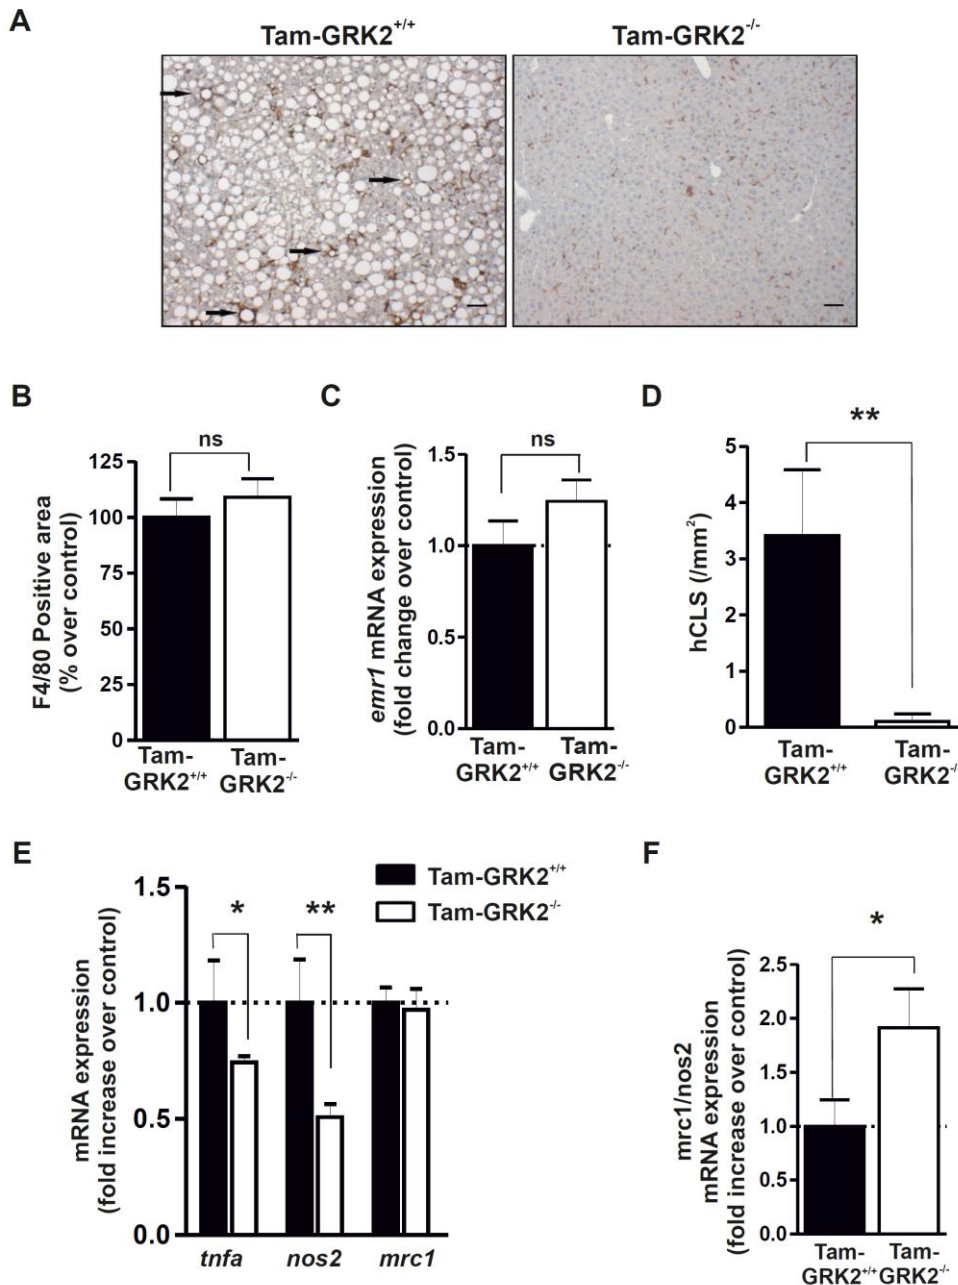 A
Tam-GRK2+/+ Tam-GRK2-/-
B
F4/80 Positive area
(% over control)
125
100
75
50
25
0
ns
Tam-
GRK2+/+
Tam-
GRK2-/-
C
emr1 mRNA expression
(fold change over control)
1.5
1.0
0.5
0.0
ns
Tam-
GRK2+/+
Tam-
GRK2-/-
D
hCLS (/mm2)
5
4
3
2
1
0
**
Tam-
GRK2+/+
Tam-
GRK2-/-
E
mRNA expression
(fold increase over control)
1.5
1.0
0.5
0.0
* **
tnfa nos2 mrc1
Tam-GRK2+/+
Tam-GRK2-/-
F
mrc1/nos2
mRNA expression
(fold increase over control)
2.5
2.0
1.5
1.0
0.5
0.0
*
Tam-
GRK2+/+
Tam-
GRK2-/-